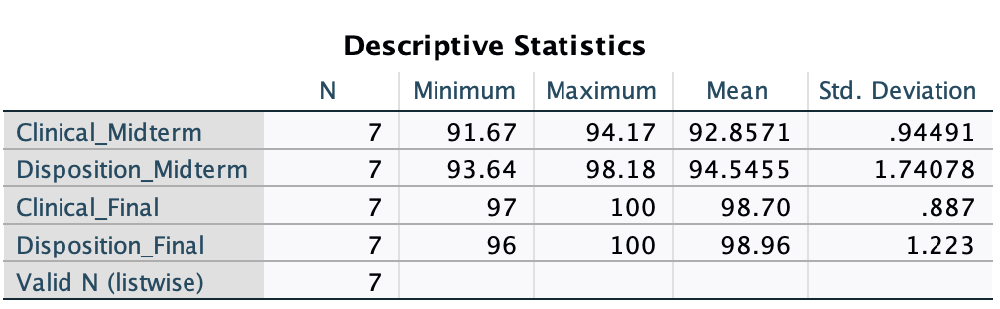 Descriptive Statistics
N Minimum Maximum Mean Std. Deviation
Clinical_Midterm 7 91.67 94.17 92.8571 .94491
Disposition_Midterm 7 93.64 98.18 94.5455 1.74078
Clinical_Final 7 97 100 98.70 .887
Disposition_Final 7 96 100 98.96 1.223
Valid N (listwise) 7